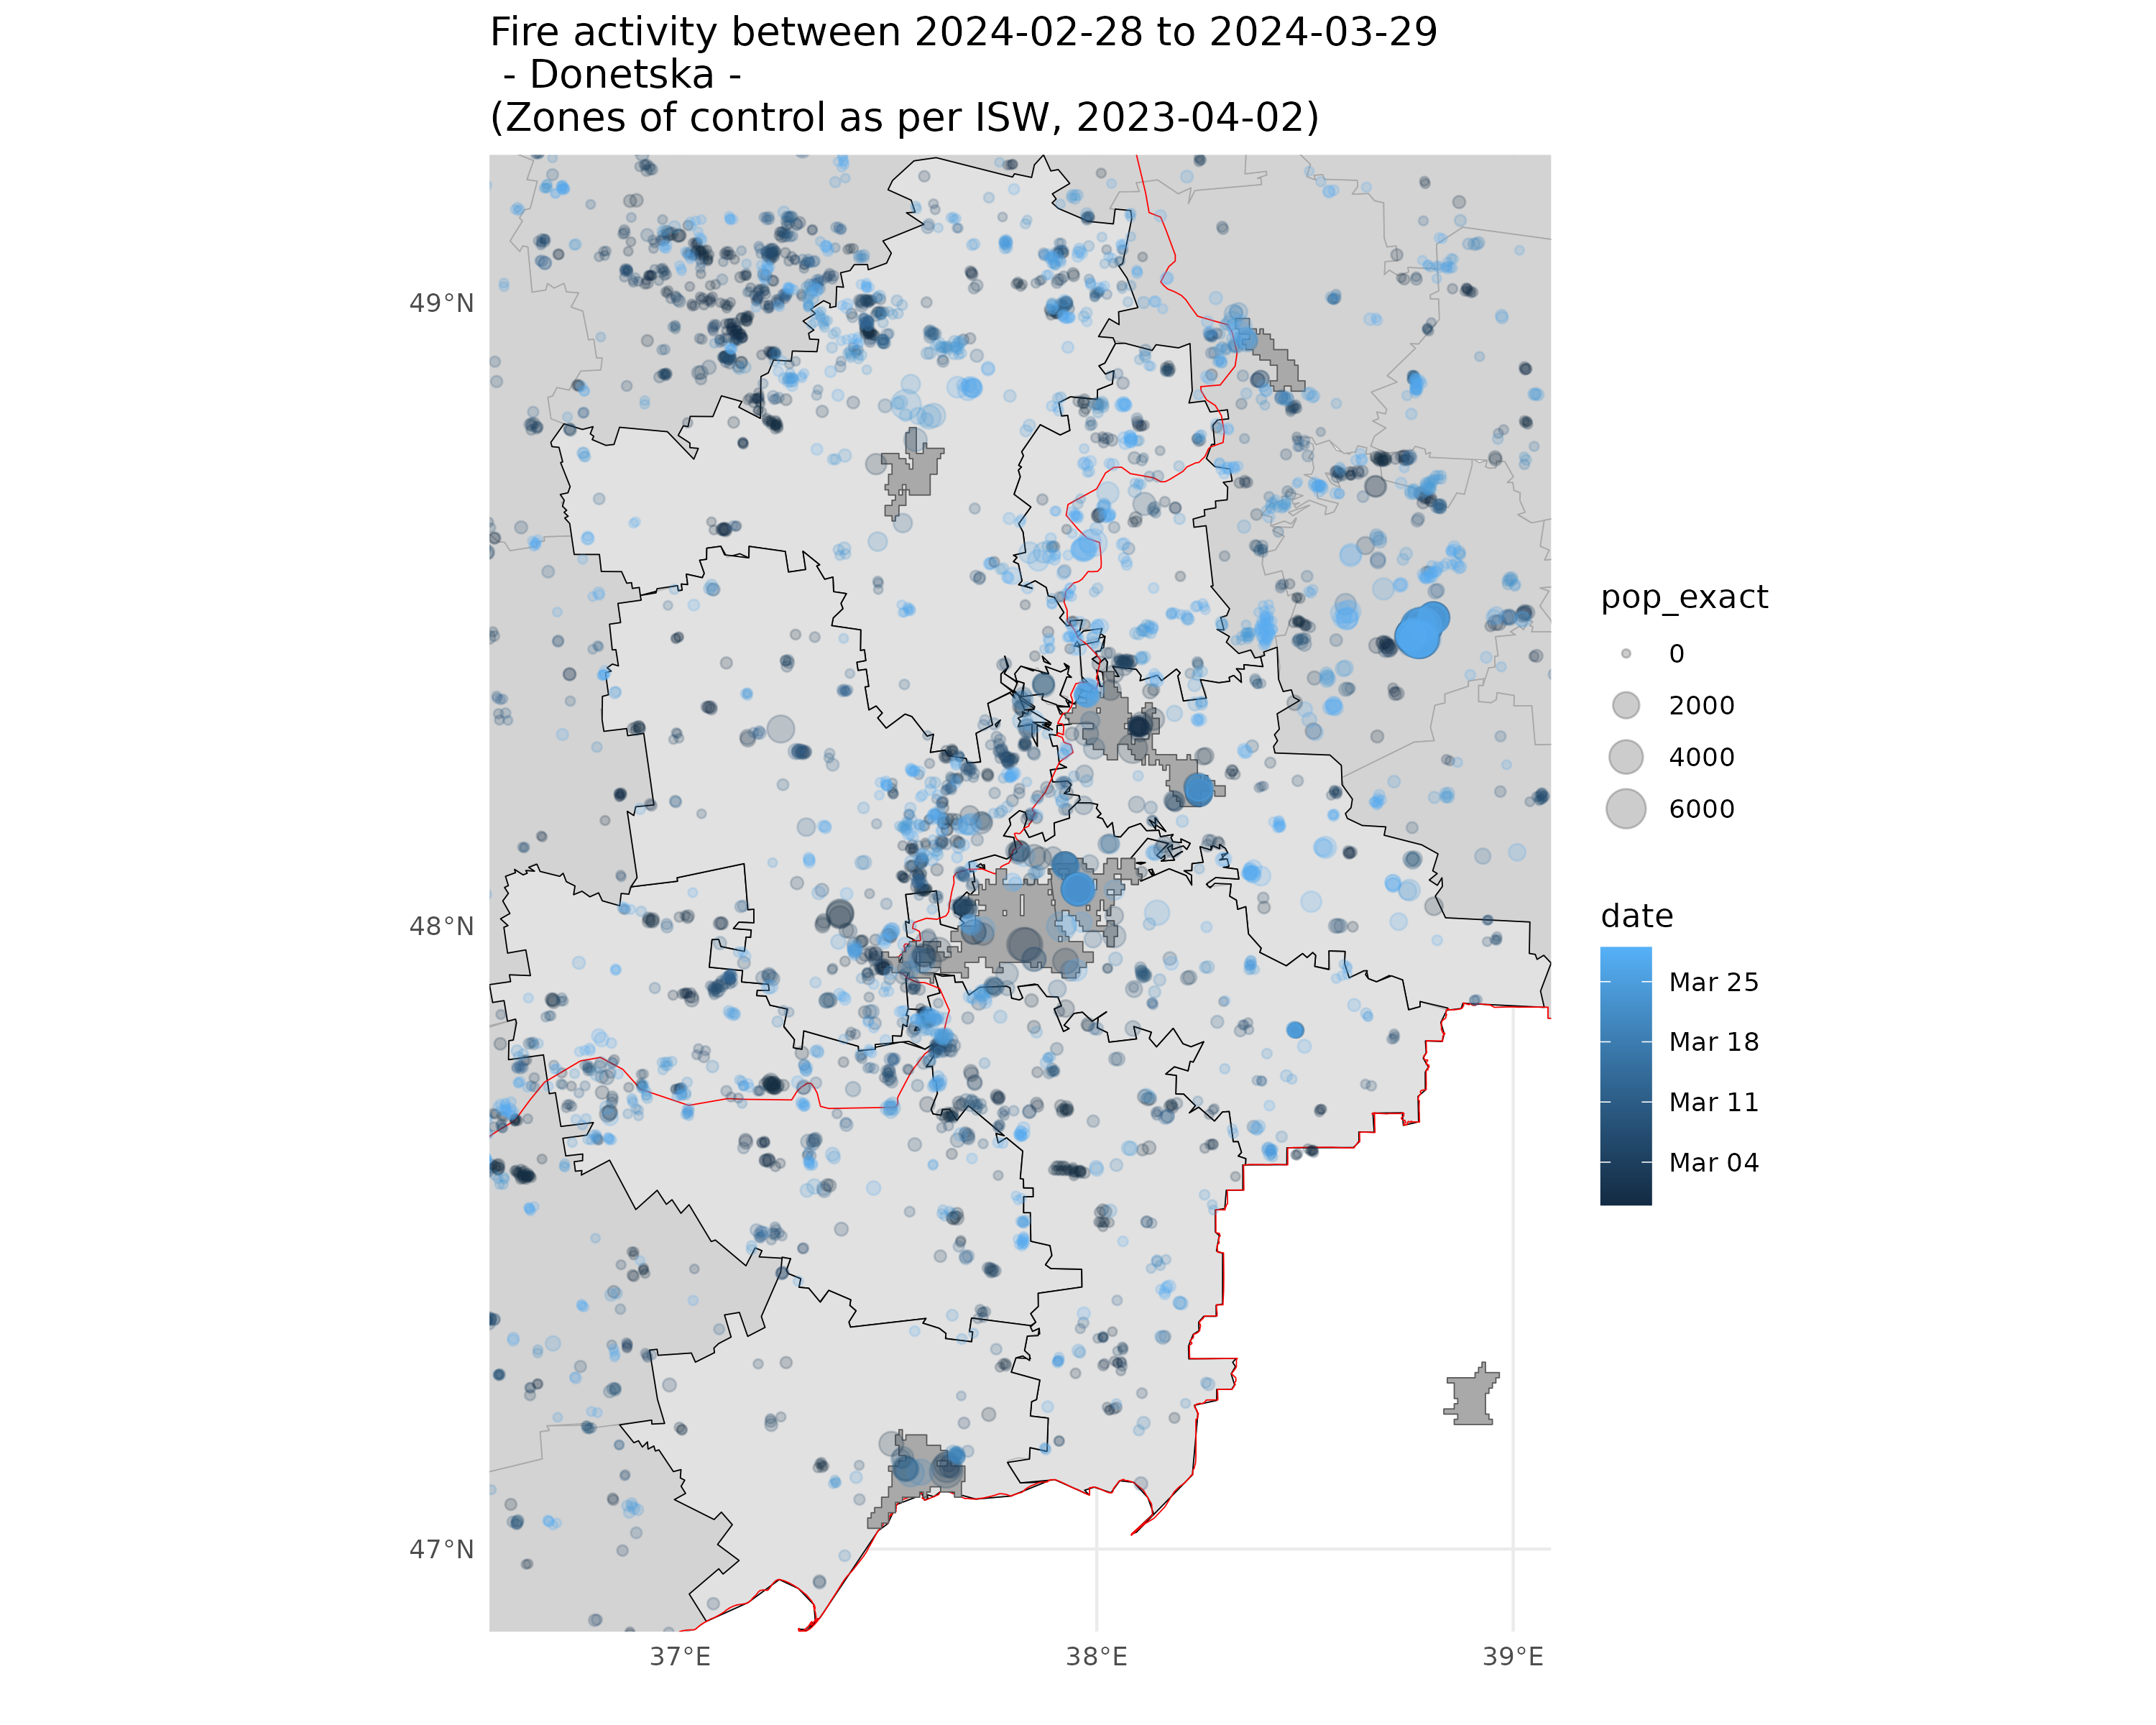 Fire activity between 2024-02-28 to 2024-03-29
- Donetska -
(Zones of control as per ISW, 2023-04-02)
49°N
48°N
47°N
37°E
38°E
39°E
pop_exact
0
2000
4000
6000
date
Mar 25
Mar 18
Mar 11
Mar 04